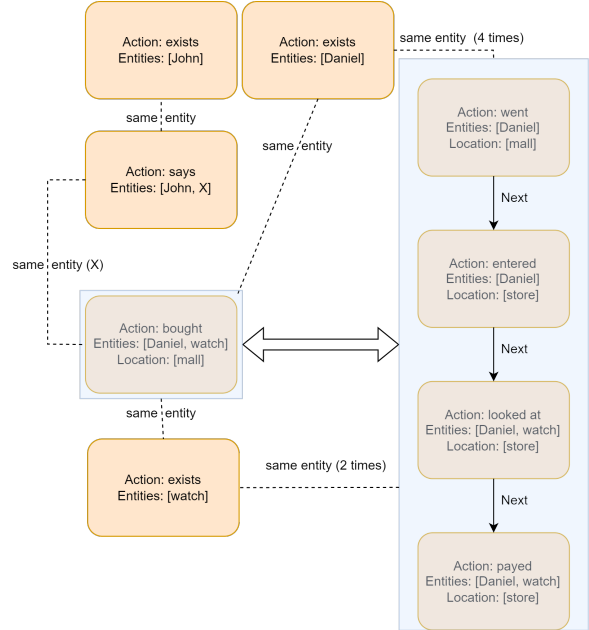 Action: exists
Entities: [John]
Action: exists
Entities: [Daniel]
same entity (4 times)
same entity
same entity
Action: went
Entities: [Daniel]
Location: [mall]
Action: says
Entities: [John, X]
Next
same entity (X)
Action: entered
Entities: [Daniel]
Location: [store]
Action: bought
Entities: [Daniel, watch]
Location: [mall]
Next
same entity
Action: looked at
Entities: [Daniel, watch]
Location: [store]
Action: exists
Entities: [watch]
same entity (2 times)
Next
Action: payed
Entities: [Daniel, watch]
Location: [store]